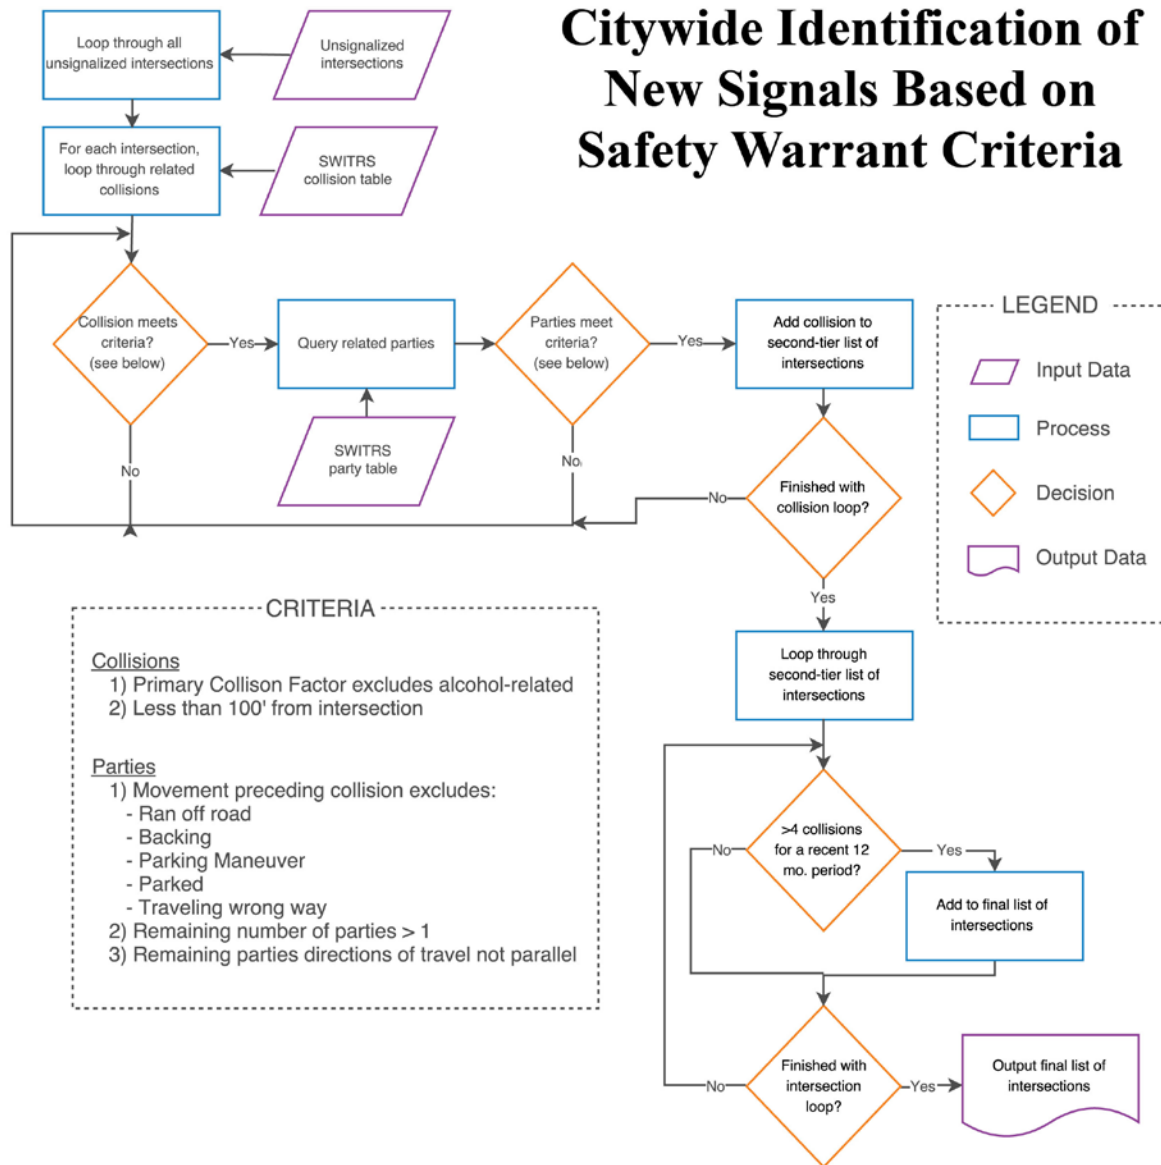 Citywide Identification of
New Signals Based on
Safety Warrant Criteria
Loop through all
unsignalized intersections
Unsignalized
intersections
For each intersection,
loop through related
collisions
SWITRS
collision table
Collision meets
criteria?
(see below)
Yes
No
Query related parties
SWITRS
party table
Parties meet
criteria?
(see below)
Yes
No
Add collision to
second-tier list of
intersections
Finished with
collision loop?
No
Yes
LEGEND
Input Data
Process
Decision
Output Data
CRITERIA
Collisions
1) Primary Collison Factor excludes alcohol-related
2) Less than 100' from intersection
Parties
1) Movement preceding collision excludes:
- Ran off road
- Backing
- Parking Maneuver
- Parked
- Traveling wrong way
2) Remaining number of parties > 1
3) Remaining parties directions of travel not parallel
Loop through
second-tier list of
intersections
>4 collisions
for a recent 12
mo. period?
No
Yes
Add to final list of
intersections
Finished with
intersection
loop?
No
Yes
Output final list of
intersections